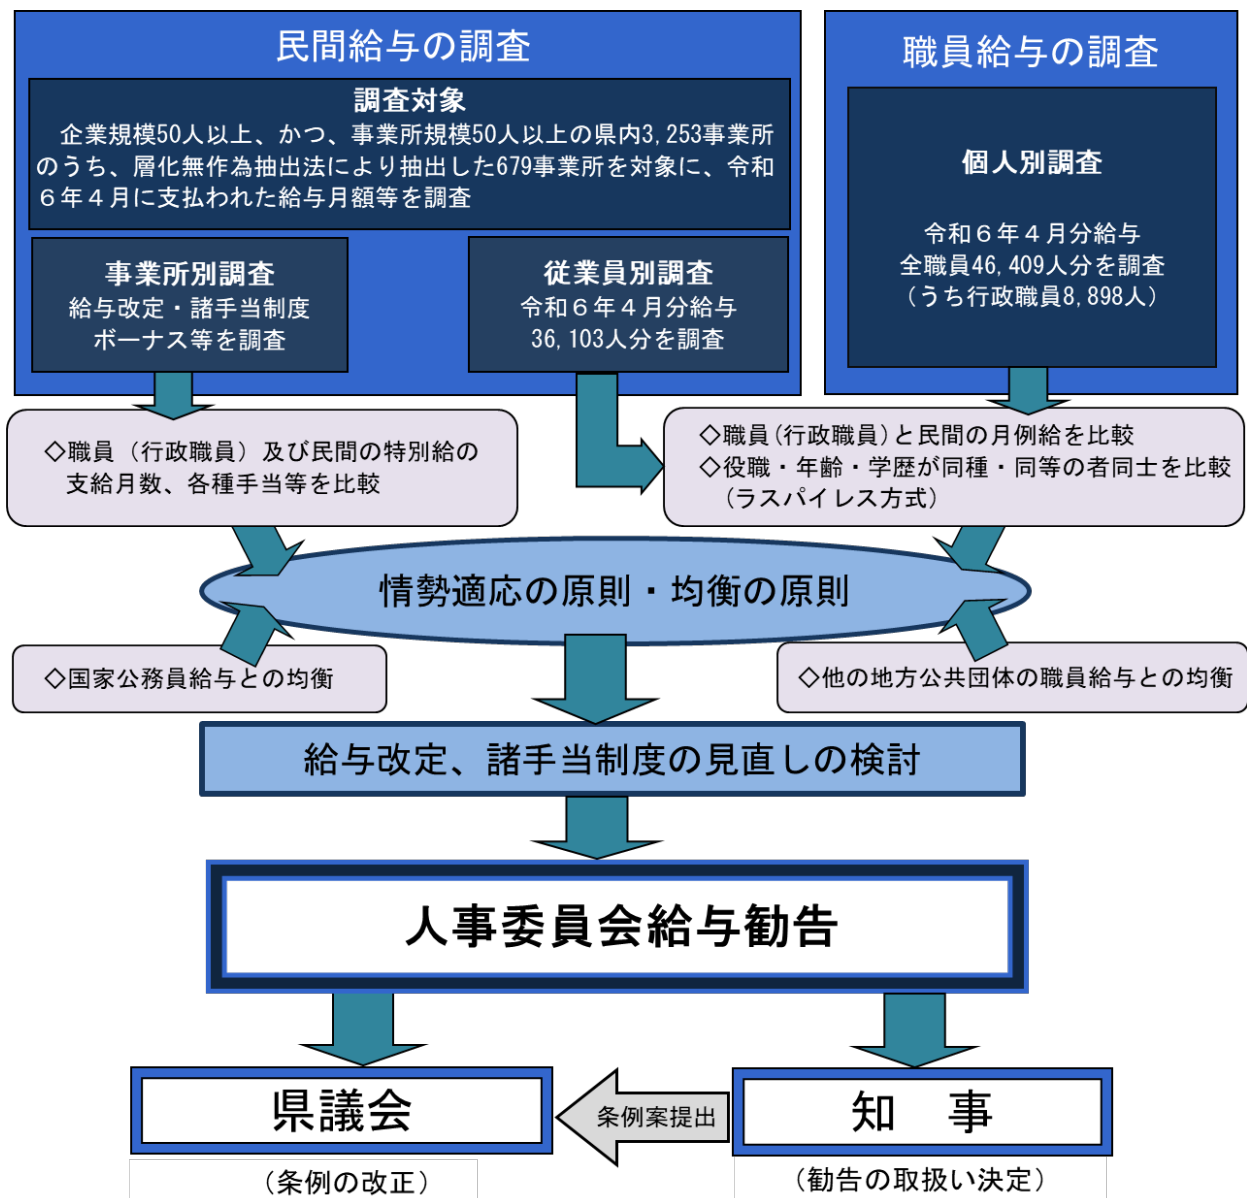 民間給与の調査
調査対象
企業規模50人以上、かつ、事業所規模50人以上の県内3,253事業所
のうち、層化無作為抽出法により抽出した679事業所を対象に、令和
６年４月に支払われた給与月額等を調査
事業所別調査
給与改定・諸手当制度
ボーナス等を調査
従業員別調査
令和６年４月分給与
36,103人分を調査
職員給与の調査
個人別調査
令和６年４月分給与
全職員46,409人分を調査
（うち行政職員8,898人）
◇職員（行政職員）及び民間の特別給の
支給月数、各種手当等を比較
◇職員(行政職員)と民間の月例給を比較
◇役職・年齢・学歴が同種・同等の者同士を比較
（ラスパイレス方式）
情勢適応の原則・均衡の原則
◇国家公務員給与との均衡
◇他の地方公共団体の職員給与との均衡
給与改定、諸手当制度の見直しの検討
人事委員会給与勧告
県議会
条例案提出
知　事
（条例の改正）
（勧告の取扱い決定）